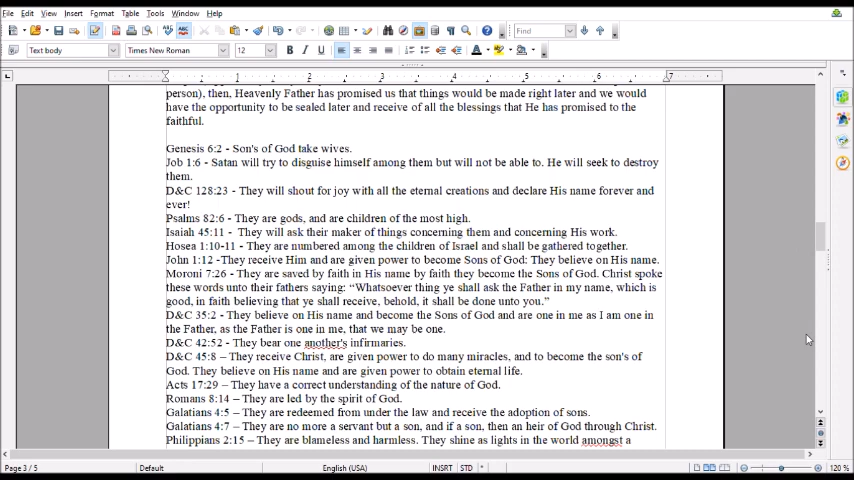 File Edit View Insert Format Table Tools Window Help
Find
Text body Times New Roman 12
1 1 2 3 4 5 6 7
person), then, Heavenly Father has promised us that things would be made right later and we would
have the opportunity to be sealed later and receive of all the blessings that He has promised to the
faithful.
Genesis 6:2 - Son's of God take wives.
Job 1:6 - Satan will try to disguise himself among them but will not be able to. He will seek to destroy
them.
D&C 128:23 - They will shout for joy with all the eternal creations and declare His name forever and
ever!
Psalms 82:6 - They are gods, and are children of the most high.
Isaiah 45:11 -  They will ask their maker of things concerning them and concerning His work.
Hosea 1:10-11 - They are numbered among the children of Israel and shall be gathered together.
John 1:12 -They receive Him and are given power to become Sons of God: They believe on His name.
Moroni 7:26 - They are saved by faith in His name by faith they become the Sons of God. Christ spoke
these words unto their fathers saying: “Whatsoever thing ye shall ask the Father in my name, which is
good, in faith believing that ye shall receive, behold, it shall be done unto you.”
D&C 35:2 - They believe on His name and become the Sons of God and are one in me as I am one in
the Father, as the Father is one in me, that we may be one.
D&C 42:52 - They bear one another's infirmaries.
D&C 45:8 – They receive Christ, are given power to do many miracles, and to become the son's of
God. They believe on His name and are given power to obtain eternal life.
Acts 17:29 – They have a correct understanding of the nature of God.
Romans 8:14 – They are led by the spirit of God.
Galatians 4:5 – They are redeemed from under the law and receive the adoption of sons.
Galatians 4:7 – They are no more a servant but a son, and if a son, then an heir of God through Christ.
Philippians 2:15 – They are blameless and harmless. They shine as lights in the world amongst a
Page 3 / 5 Default English (USA) INSRT STD * 120 %